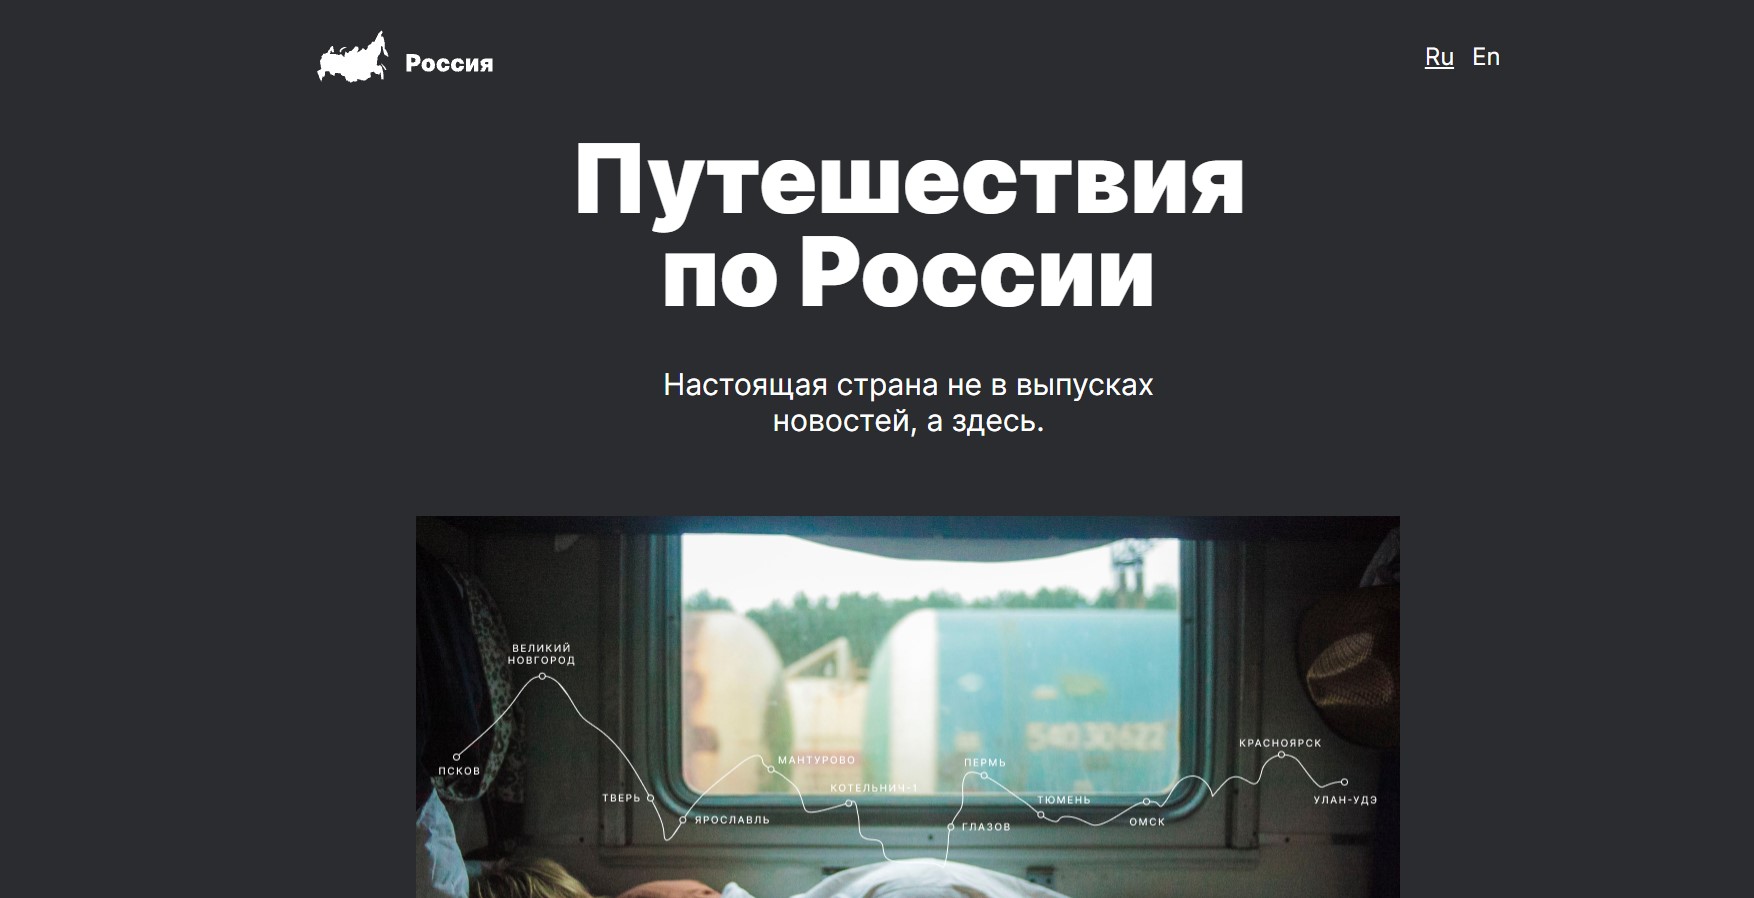 Россия
Ru En
Путешествия
по России
Настоящая страна не в выпусках
новостей, а здесь.
ВЕЛИКИЙ
НОВГОРОД
ПСКОВ
ТВЕРЬ
ЯРОСЛАВЛЬ
МАНТУРОВО
КОТЕЛЬНИЧ-1
ГЛАЗОВ
ПЕРМЬ
ТЮМЕНЬ
ОМСК
КРАСНОЯРСК
УЛАН-УДЭ
54030622